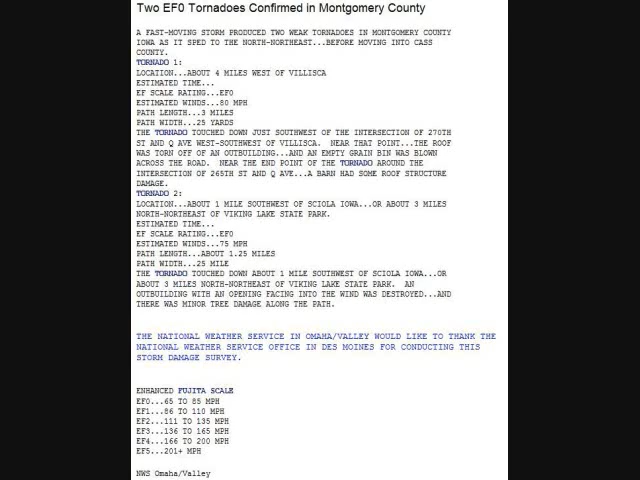 Two EF0 Tornadoes Confirmed in Montgomery County
A FAST-MOVING STORM PRODUCED TWO WEAK TORNADOES IN MONTGOMERY COUNTY
IOWA AS IT SPED TO THE NORTH-NORTHEAST...BEFORE MOVING INTO CASS
COUNTY.
TORNADO 1:
LOCATION...ABOUT 4 MILES WEST OF VILLISCA
ESTIMATED TIME...
EF SCALE RATING...EF0
ESTIMATED WINDS...80 MPH
PATH LENGTH...3 MILES
PATH WIDTH...25 YARDS
THE TORNADO TOUCHED DOWN JUST SOUTHWEST OF THE INTERSECTION OF 270TH
ST AND Q AVE WEST-SOUTHWEST OF VILLISCA. NEAR THAT POINT...THE ROOF
WAS TORN OFF OF AN OUTBUILDING...AND AN EMPTY GRAIN BIN WAS BLOWN
ACROSS THE ROAD. NEAR THE END POINT OF THE TORNADO AROUND THE
INTERSECTION OF 265TH ST AND Q AVE...A BARN HAD SOME ROOF STRUCTURE
DAMAGE.
TORNADO 2:
LOCATION...ABOUT 1 MILE SOUTHWEST OF SCIOLA IOWA...OR ABOUT 3 MILES
NORTH-NORTHEAST OF VIKING LAKE STATE PARK.
ESTIMATED TIME...
EF SCALE RATING...EF0
ESTIMATED WINDS...75 MPH
PATH LENGTH...ABOUT 1.25 MILES
PATH WIDTH...25 MILE
THE TORNADO TOUCHED DOWN ABOUT 1 MILE SOUTHWEST OF SCIOLA IOWA...OR
ABOUT 3 MILES NORTH-NORTHEAST OF VIKING LAKE STATE PARK. AN
OUTBUILDING WITH AN OPENING FACING INTO THE WIND WAS DESTROYED...AND
THERE WAS MINOR TREE DAMAGE ALONG THE PATH.
THE NATIONAL WEATHER SERVICE IN OMAHA/VALLEY WOULD LIKE TO THANK THE
NATIONAL WEATHER SERVICE OFFICE IN DES MOINES FOR CONDUCTING THIS
STORM DAMAGE SURVEY.
ENHANCED FUJITA SCALE
EF0...65 TO 85 MPH
EF1...86 TO 110 MPH
EF2...111 TO 135 MPH
EF3...136 TO 165 MPH
EF4...166 TO 200 MPH
EF5...201+ MPH
NWS Omaha/Valley